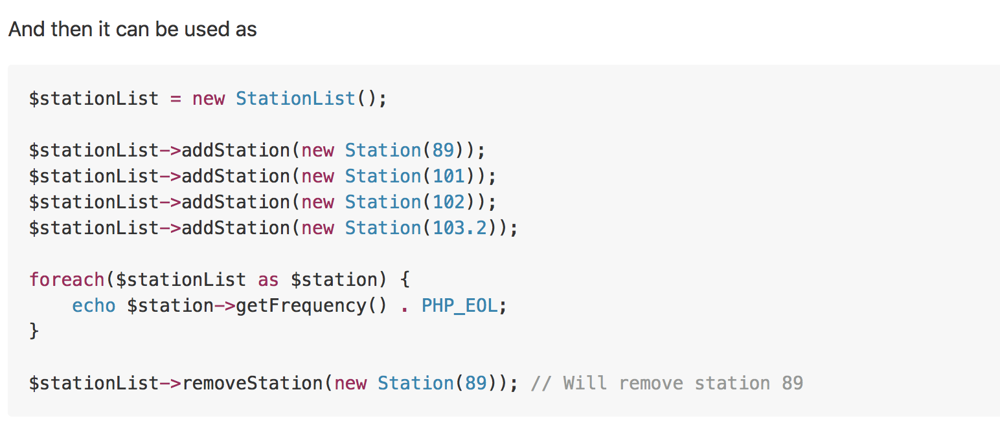 And then it can be used as
$stationList = new StationList();
$stationList->addStation(new Station(89));
$stationList->addStation(new Station(101));
$stationList->addStation(new Station(102));
$stationList->addStation(new Station(103.2));
foreach($stationList as $station) {
    echo $station->getFrequency() . PHP_EOL;
}
$stationList->removeStation(new Station(89)); // Will remove station 89